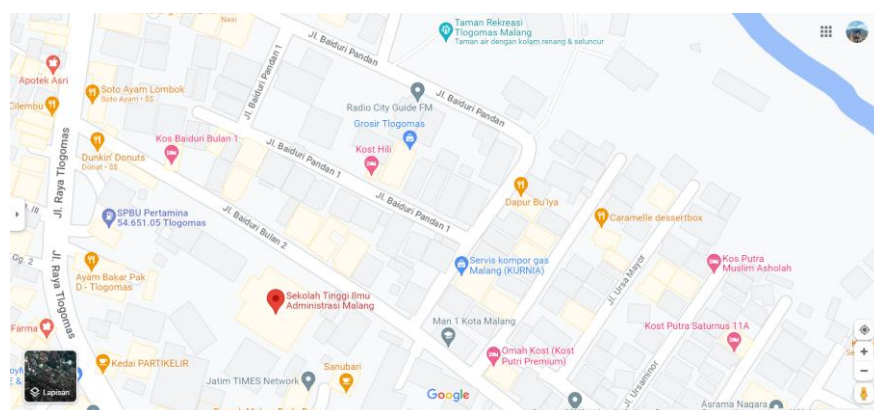 Nasi
Taman Rekreasi
Tlogomas Malang
Taman air dengan kolam renang & seluncur
Jl. Baiduri Pandan
Jl. Baiduri Pandan 1
Apotek Asri
Soto Ayam Lombok
Soto Ayam • $$
Cilembu
Radio City Guide FM
Jl. Baiduri Pandan
Grosir Tlogomas
Kos Baiduri Bulan 1
Jl. Baiduri Pandan 1
Kost Hili
Dunkin' Donuts
Donat • $$
Jl. Raya Tlogomas
Dapur Bu'Iya
Jl. III
SPBU Pertamina
54.651.05 Tlogomas
Jl. Baiduri Bulan 2
Jl. Baiduri Pandan 1
Caramelle dessertbox
Gg. 2
Jl. Raya Tlogomas
Servis kompor gas
Malang (KURNIA)
Jl. Ursa Mayor
Kos Putra
Muslim Asholah
Ayam Bakar Pak
D - Tlogomas
Sekolah Tinggi Ilmu
Administrasi Malang
Farma
Man 1 Kota Malang
Kost Putra Saturnus 11A
Kedai PARTIKELIR
Omah Kost (Kost
Putri Premium)
Sanubari
Jl. Ursaminor
Lapisan
Jatim TIMES Network
Google
Asrama Naqara